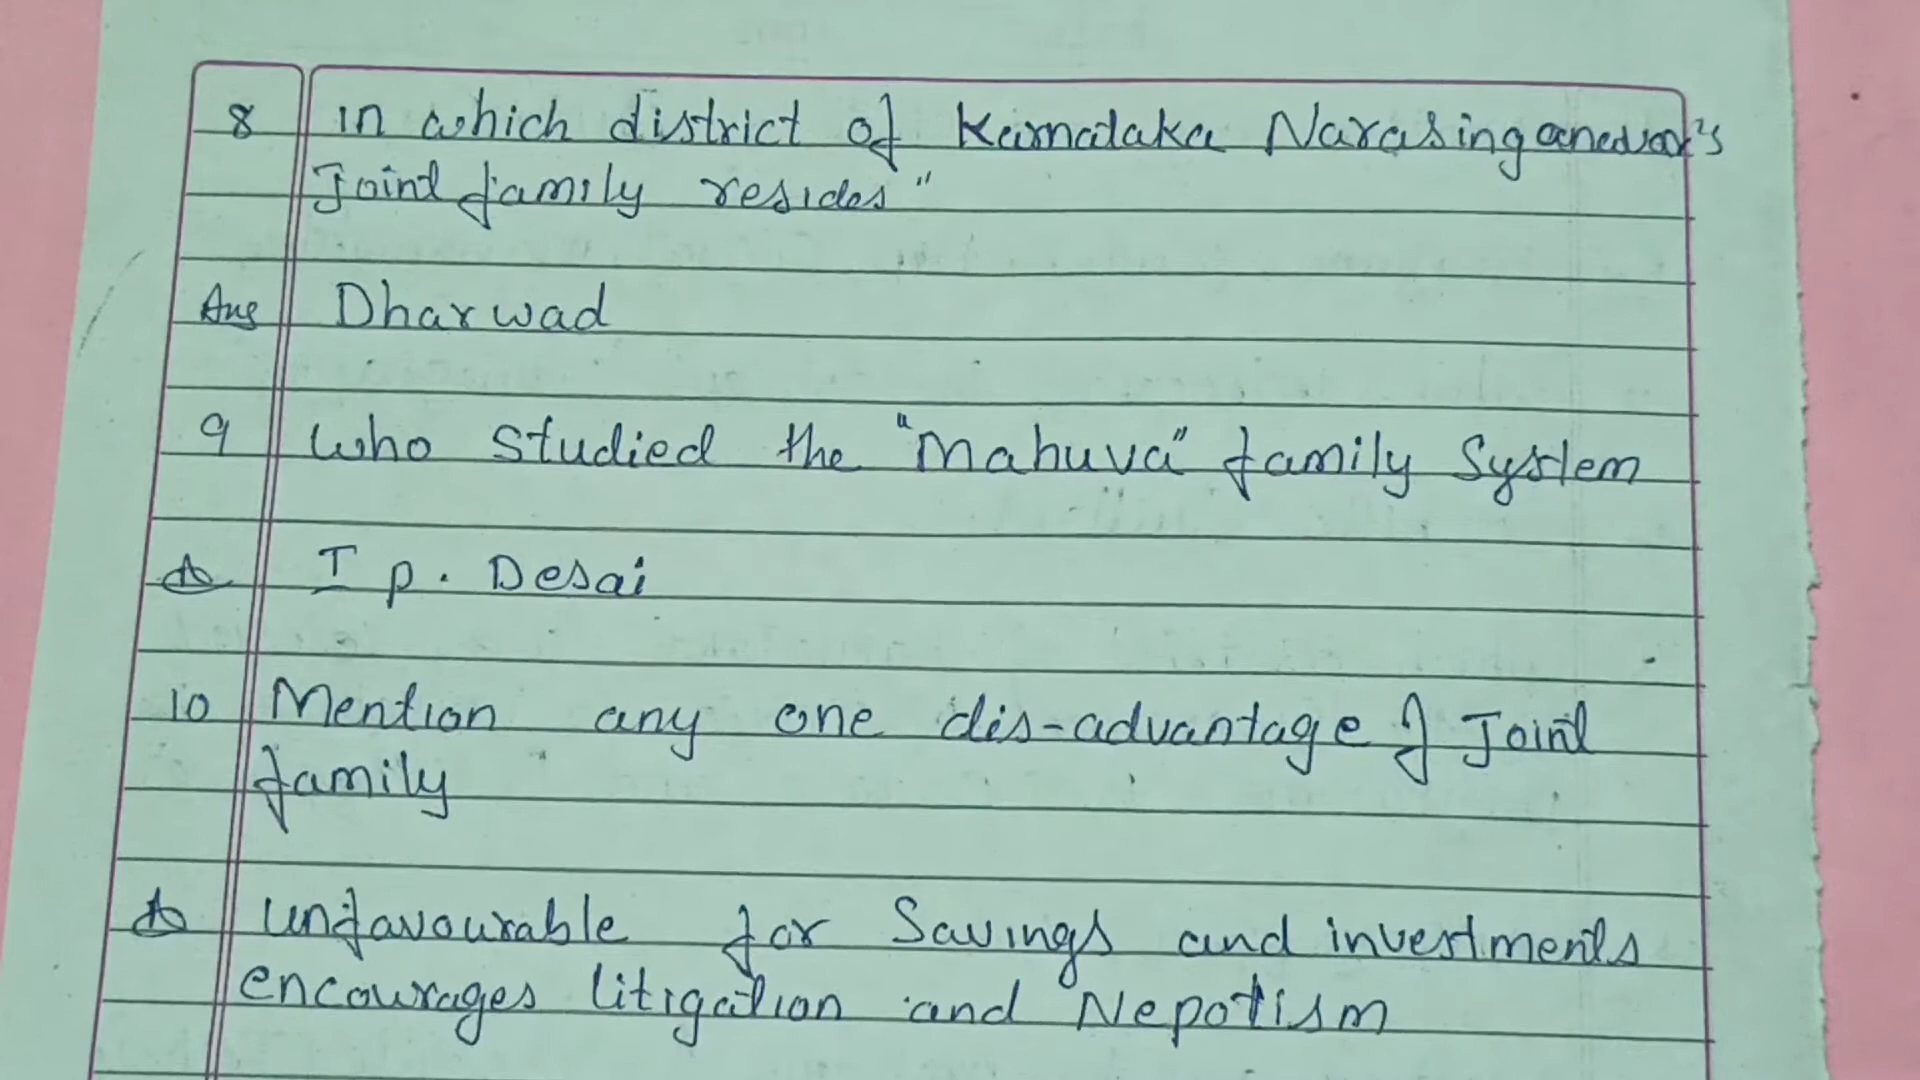 8 in which district of Karnataka Narasinganavar's
Joint family resides"
Ans Dharwad
9 who studied the "Mahuva" family System
A I p. Desai
10 Mention any one dis-advantage of Joint
family
A unfavourable for Savings and investments
encourages litigation and Nepotism